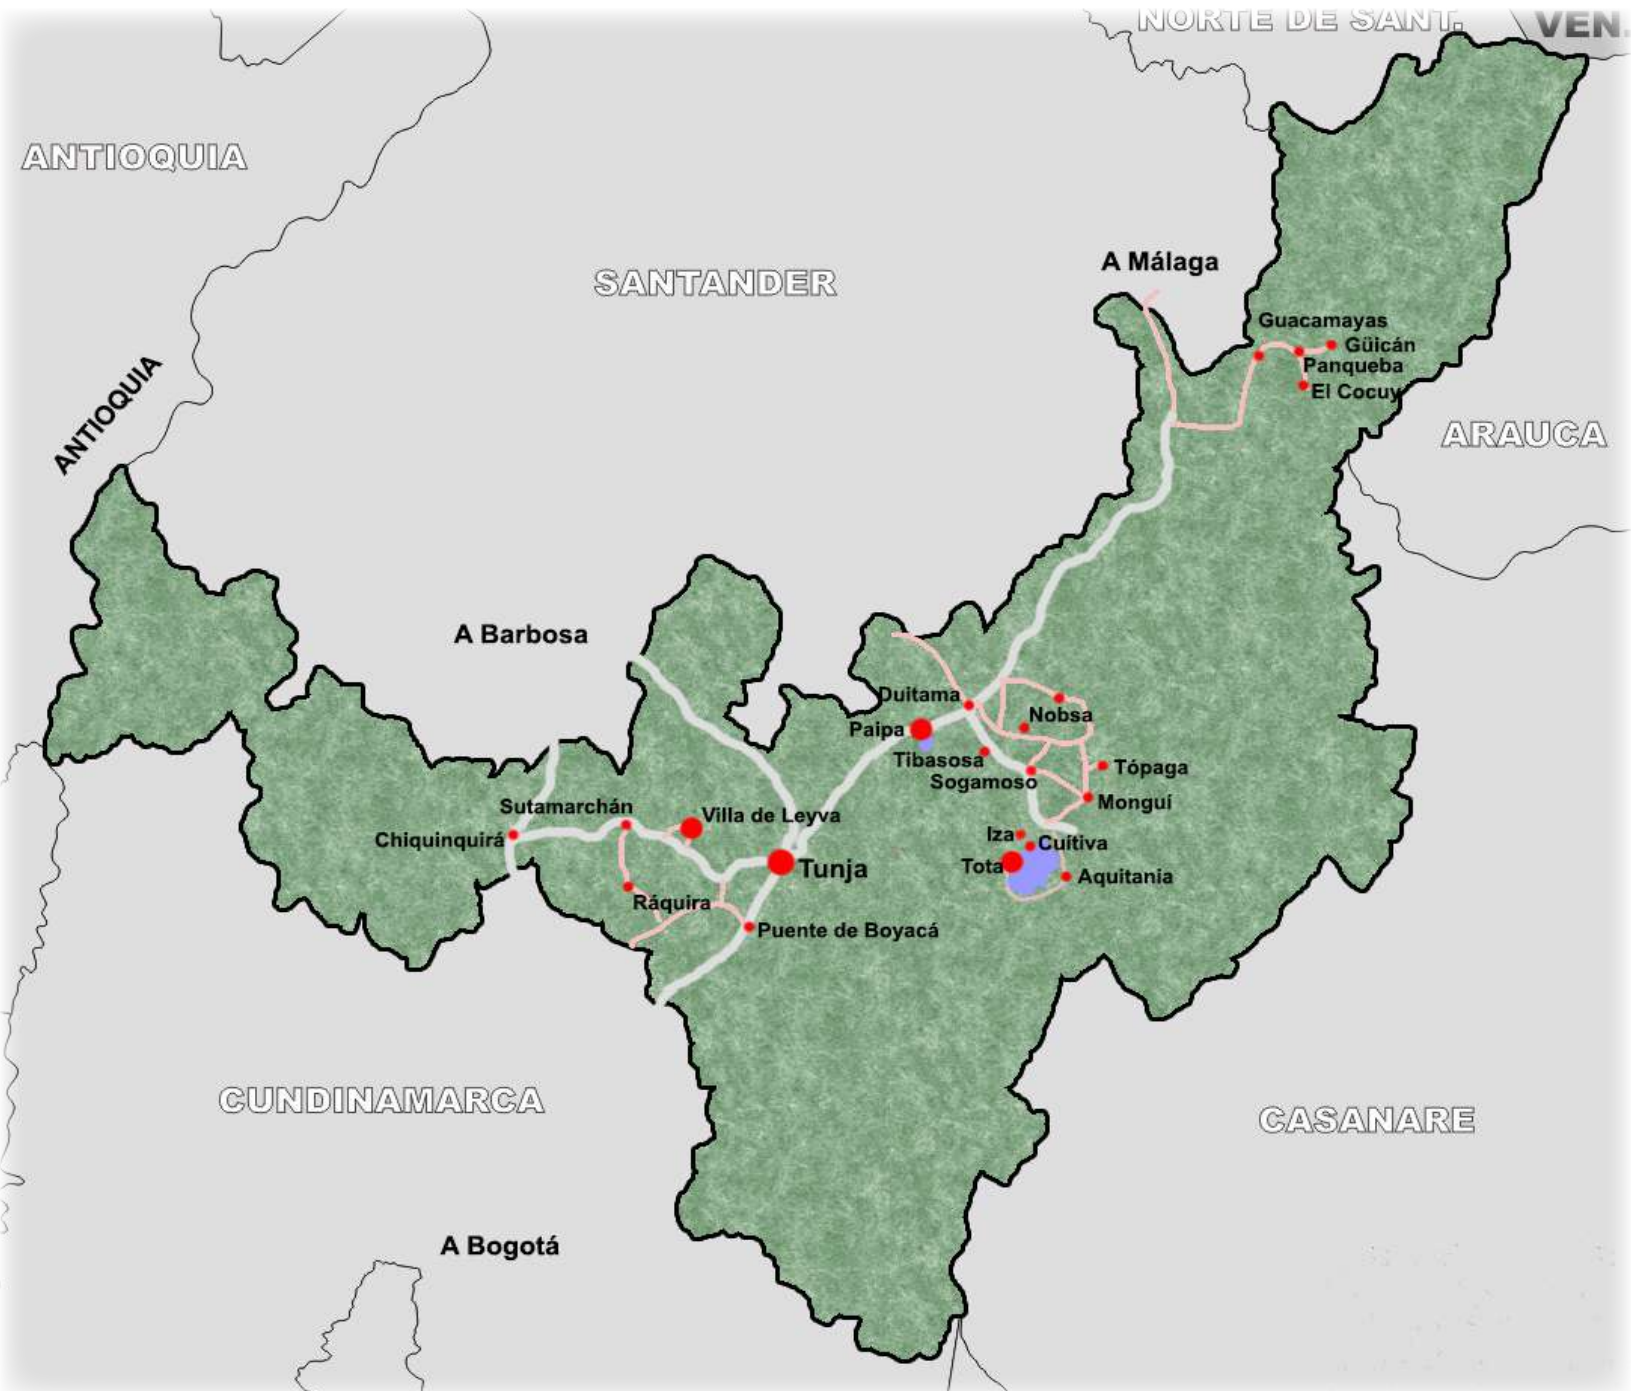 NORTE DE SANT.
VEN.
ANTIOQUIA
SANTANDER
A Málaga
Guacamayas
Güicán
Panqueba
El Cocuy
ANTIOQUIA
ARAUCA
A Barbosa
Duitama
Nobsa
Paipa
Tibasosa
Sogamoso
Tópaga
Monguí
Sutamarchán
Villa de Leyva
Chiquinquirá
Iza
Cuítiva
Tota
Tunja
Aquitania
Ráquira
Puente de Boyacá
CUNDINAMARCA
CASANARE
A Bogotá